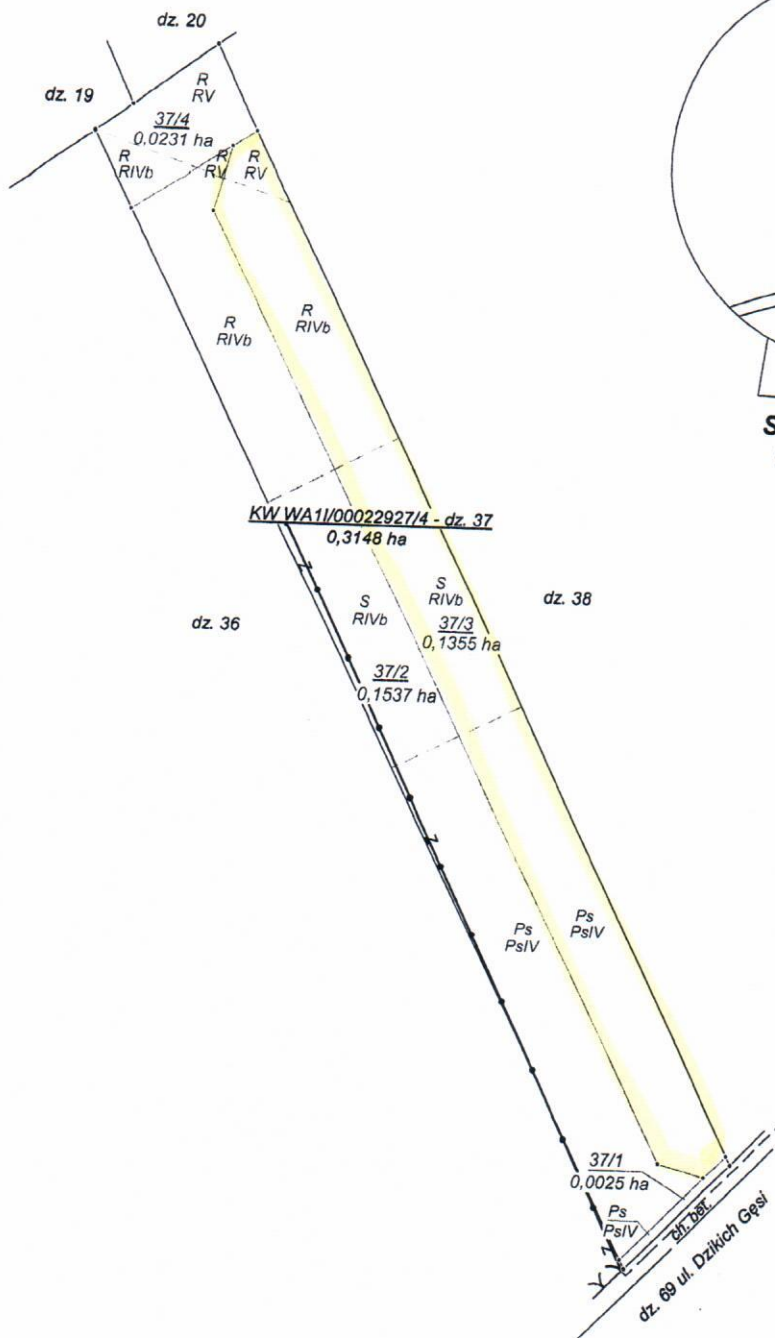 dz. 20
dz. 19
R
RV
37/4
0,0231 ha
R
RIVb
R
RV
R
RV
R
RIVb
R
RIVb
S
KW WA1I/00022927/4 - dz. 37
0,3148 ha
z
S
RIVb
S
RIVb
dz. 38
dz. 36
37/3
0,1355 ha
37/2
0,1537 ha
z
Ps
PsIV
Ps
PsIV
37/1
0,0025 ha
Ps
PsIV
ch. bet.
z
dz. 69 ul. Dzikich Gęsi